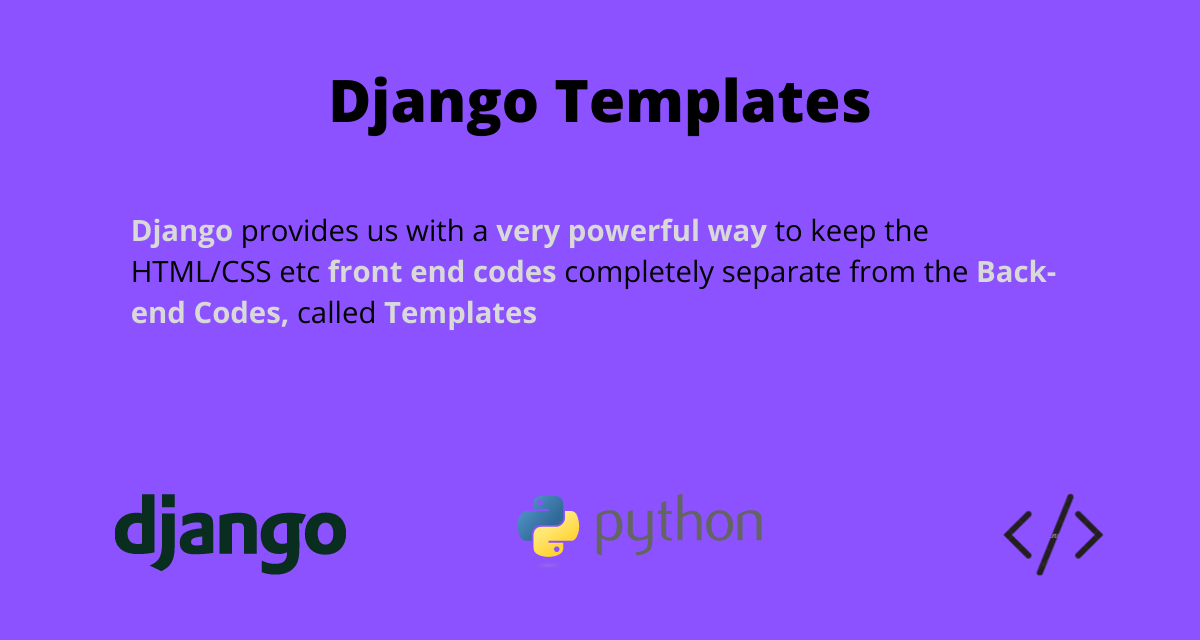 Django Templates
Django provides us with a very powerful way to keep the
HTML/CSS etc front end codes completely separate from the Back-
end Codes, called Templates
django
python
</>